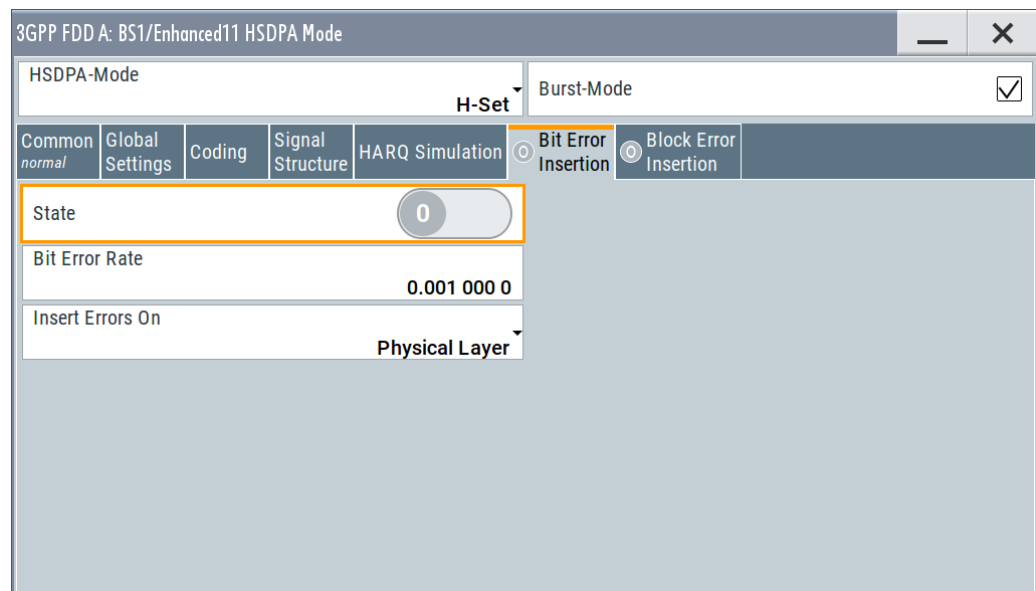 3GPP FDD A: BS1/Enhanced11 HSDPA Mode
HSDPA-Mode
H-Set
Burst-Mode
Common
normal
Global
Settings
Coding
Signal
Structure
HARQ Simulation
Bit Error
Insertion
Block Error
Insertion
State
0
Bit Error Rate
0.001 000 0
Insert Errors On
Physical Layer